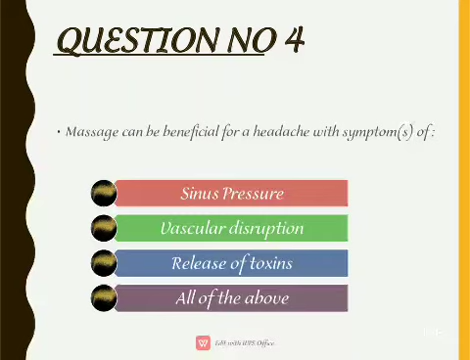 QUESTION NO 4
• Massage can be beneficial for a headache with symptom(s) of :
Sinus Pressure
Vascular disruption
Release of toxins
All of the above
Edit with WPS Office